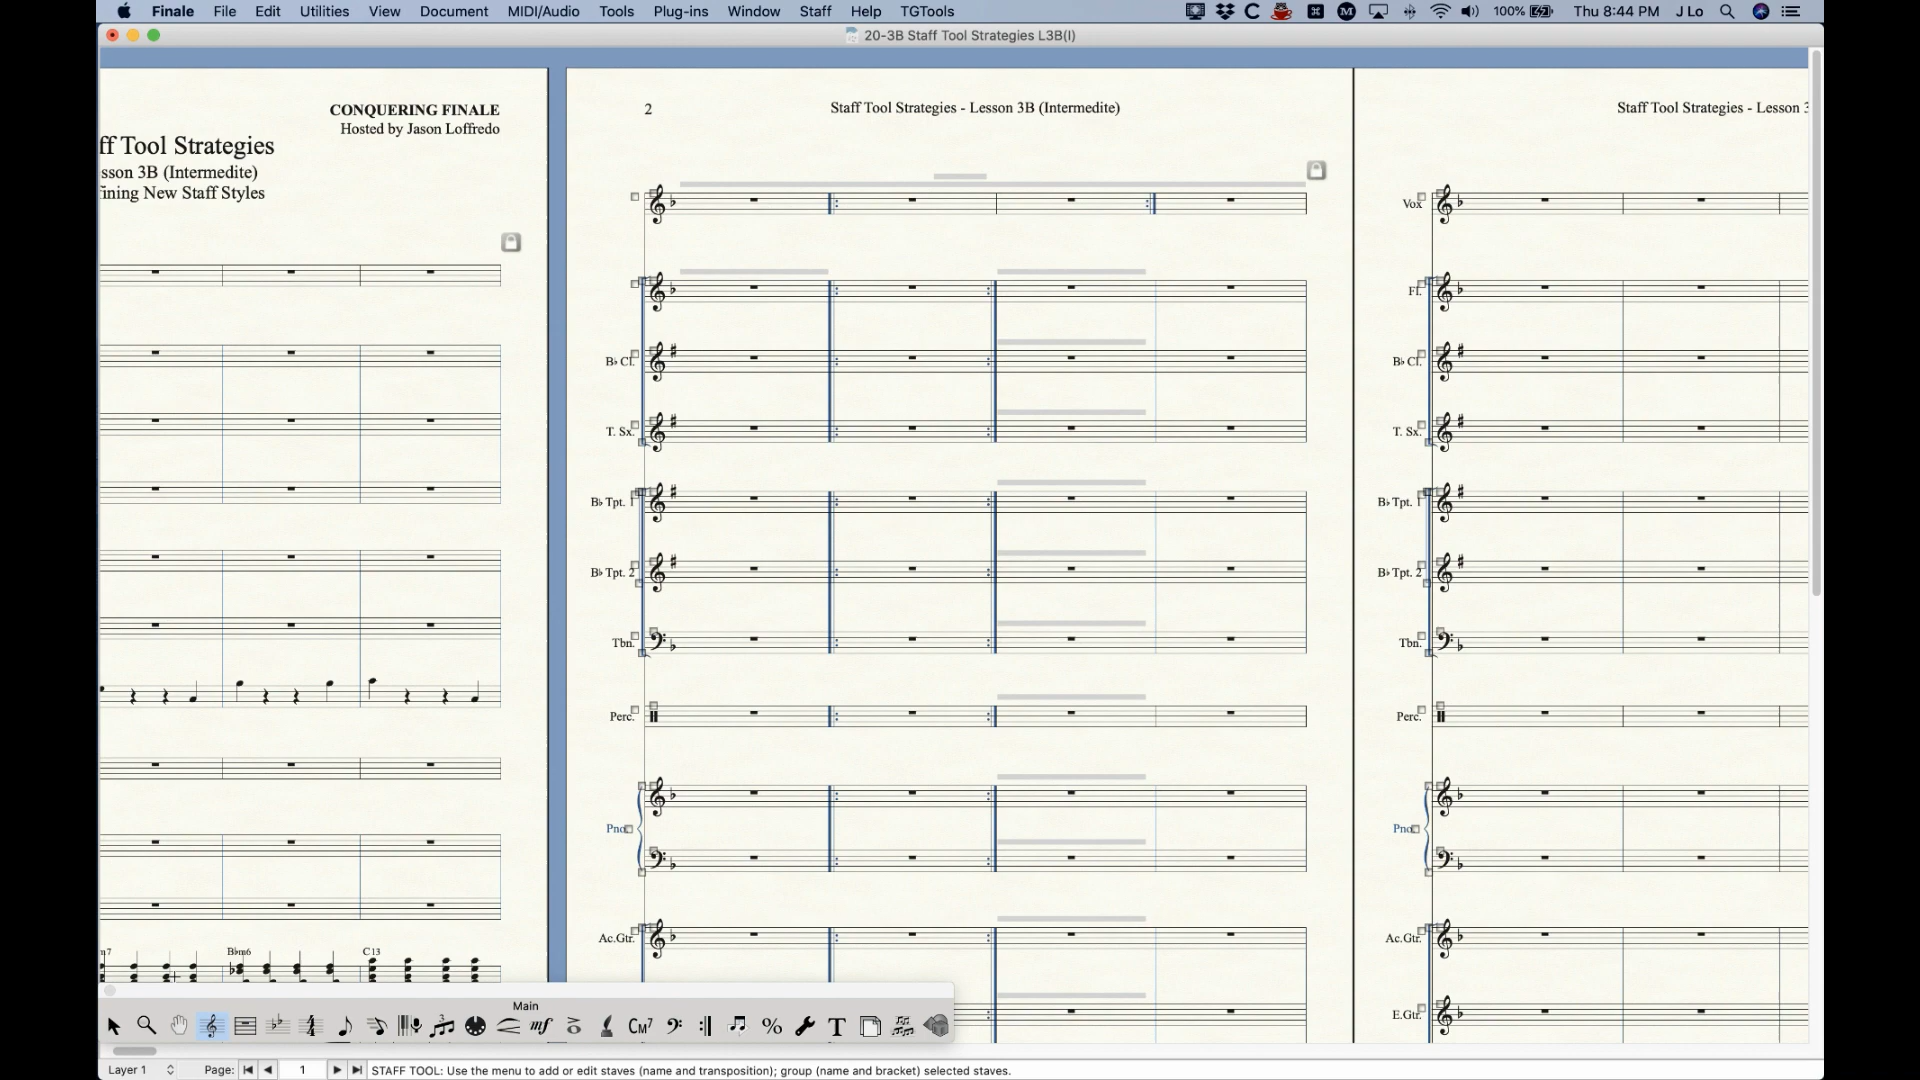 Finale File Edit Utilities View Document MIDI/Audio Tools Plug-ins Window Staff Help TGTools 100% Thu 8:44 PM J Lo
20-3B Staff Tool Strategies L3B(I)
CONQUERING FINALE
Hosted by Jason Loffredo
ff Tool Strategies
sson 3B (Intermedite)
fining New Staff Styles
2 Staff Tool Strategies - Lesson 3B (Intermedite)
Staff Tool Strategies - Lesson 3
Vox
Fl.
B♭ Cl. B♭ Cl.
T. Sx. T. Sx.
B♭ Tpt. 1 B♭ Tpt. 1
B♭ Tpt. 2 B♭ Tpt. 2
Tbn. Tbn.
Perc. Perc.
Pno. Pno.
Ac.Gtr. Ac.Gtr.
m7 B♭m6 C13
E.Gtr.
Main
mf CM7 % T
Layer 1 Page: 1 STAFF TOOL: Use the menu to add or edit staves (name and transposition); group (name and bracket) selected staves.